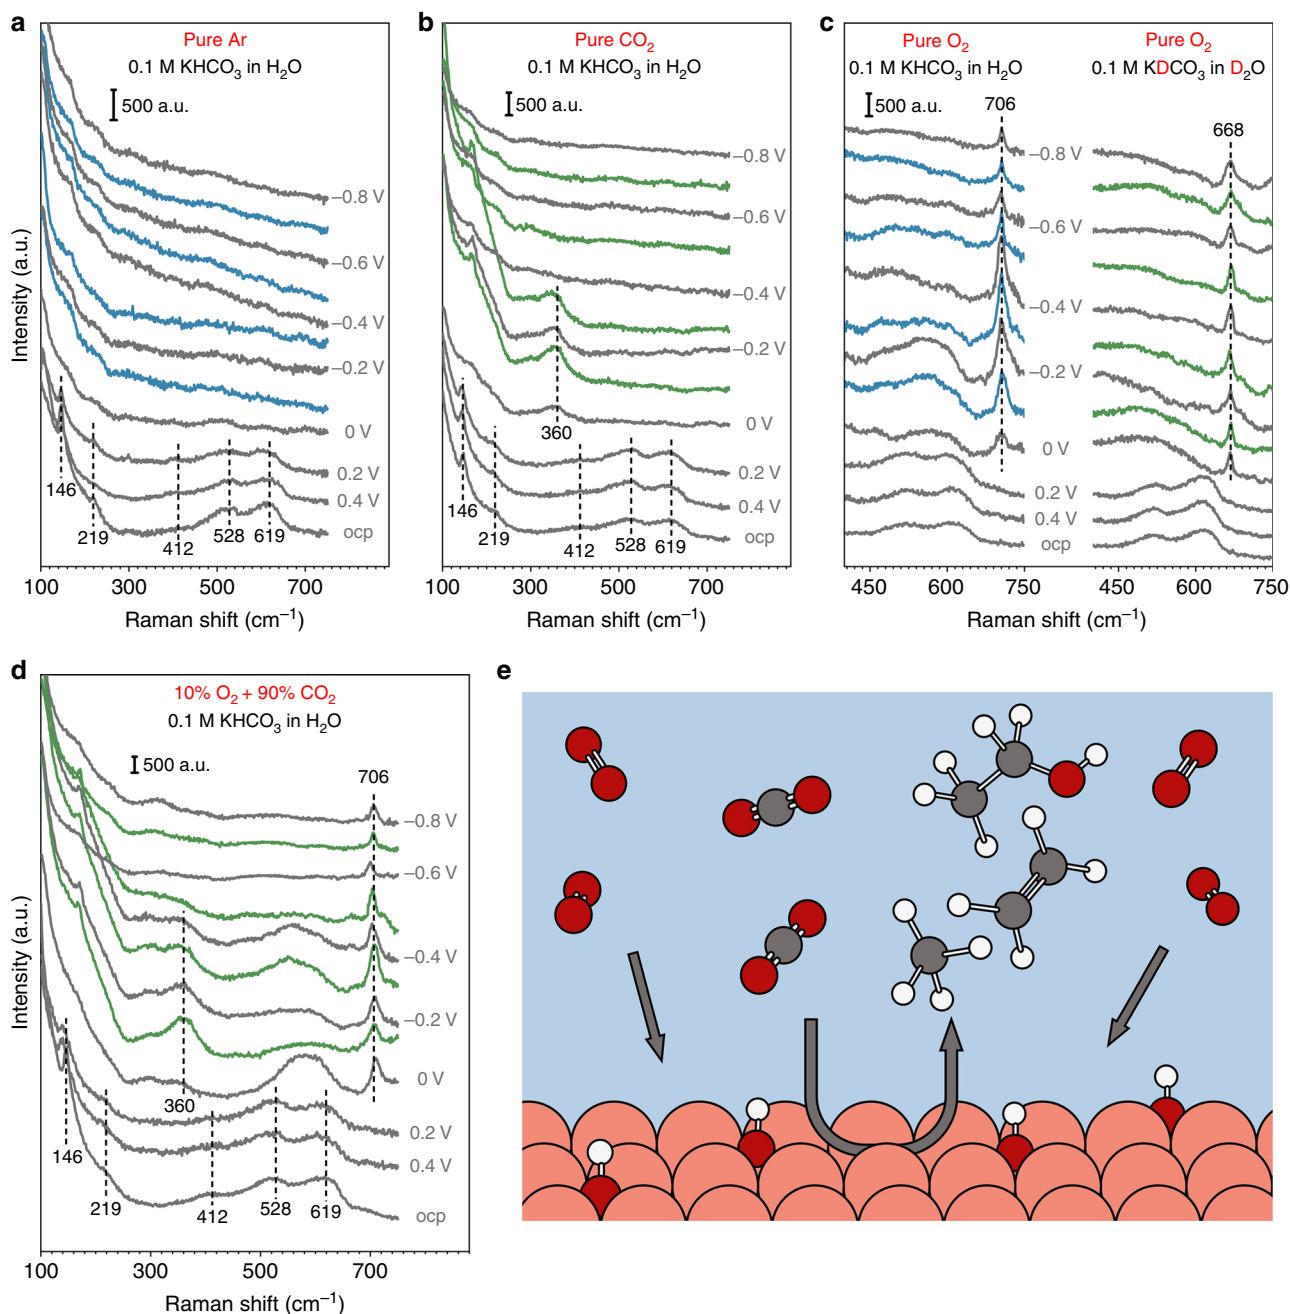 a
Pure Ar
0.1 M KHCO₃ in H₂O
500 a.u.
−0.8 V
−0.6 V
−0.4 V
−0.2 V
0 V
0.2 V
0.4 V
ocp
146
219
412
528
619
Intensity (a.u.)
100
300
500
700
Raman shift (cm⁻¹)
b
Pure CO₂
0.1 M KHCO₃ in H₂O
500 a.u.
−0.8 V
−0.6 V
−0.4 V
−0.2 V
0 V
0.2 V
0.4 V
ocp
360
146
219
412
528
619
100
300
500
700
Raman shift (cm⁻¹)
c
Pure O₂
0.1 M KHCO₃ in H₂O
500 a.u.
706
Pure O₂
0.1 M KDCO₃ in D₂O
668
−0.8 V
−0.6 V
−0.4 V
−0.2 V
0 V
0.2 V
0.4 V
ocp
450
600
750
450
600
750
Raman shift (cm⁻¹)
d
10% O₂ + 90% CO₂
0.1 M KHCO₃ in H₂O
500 a.u.
706
−0.8 V
−0.6 V
−0.4 V
−0.2 V
0 V
0.2 V
0.4 V
ocp
360
146
219
412
528
619
Intensity (a.u.)
100
300
500
700
Raman shift (cm⁻¹)
e